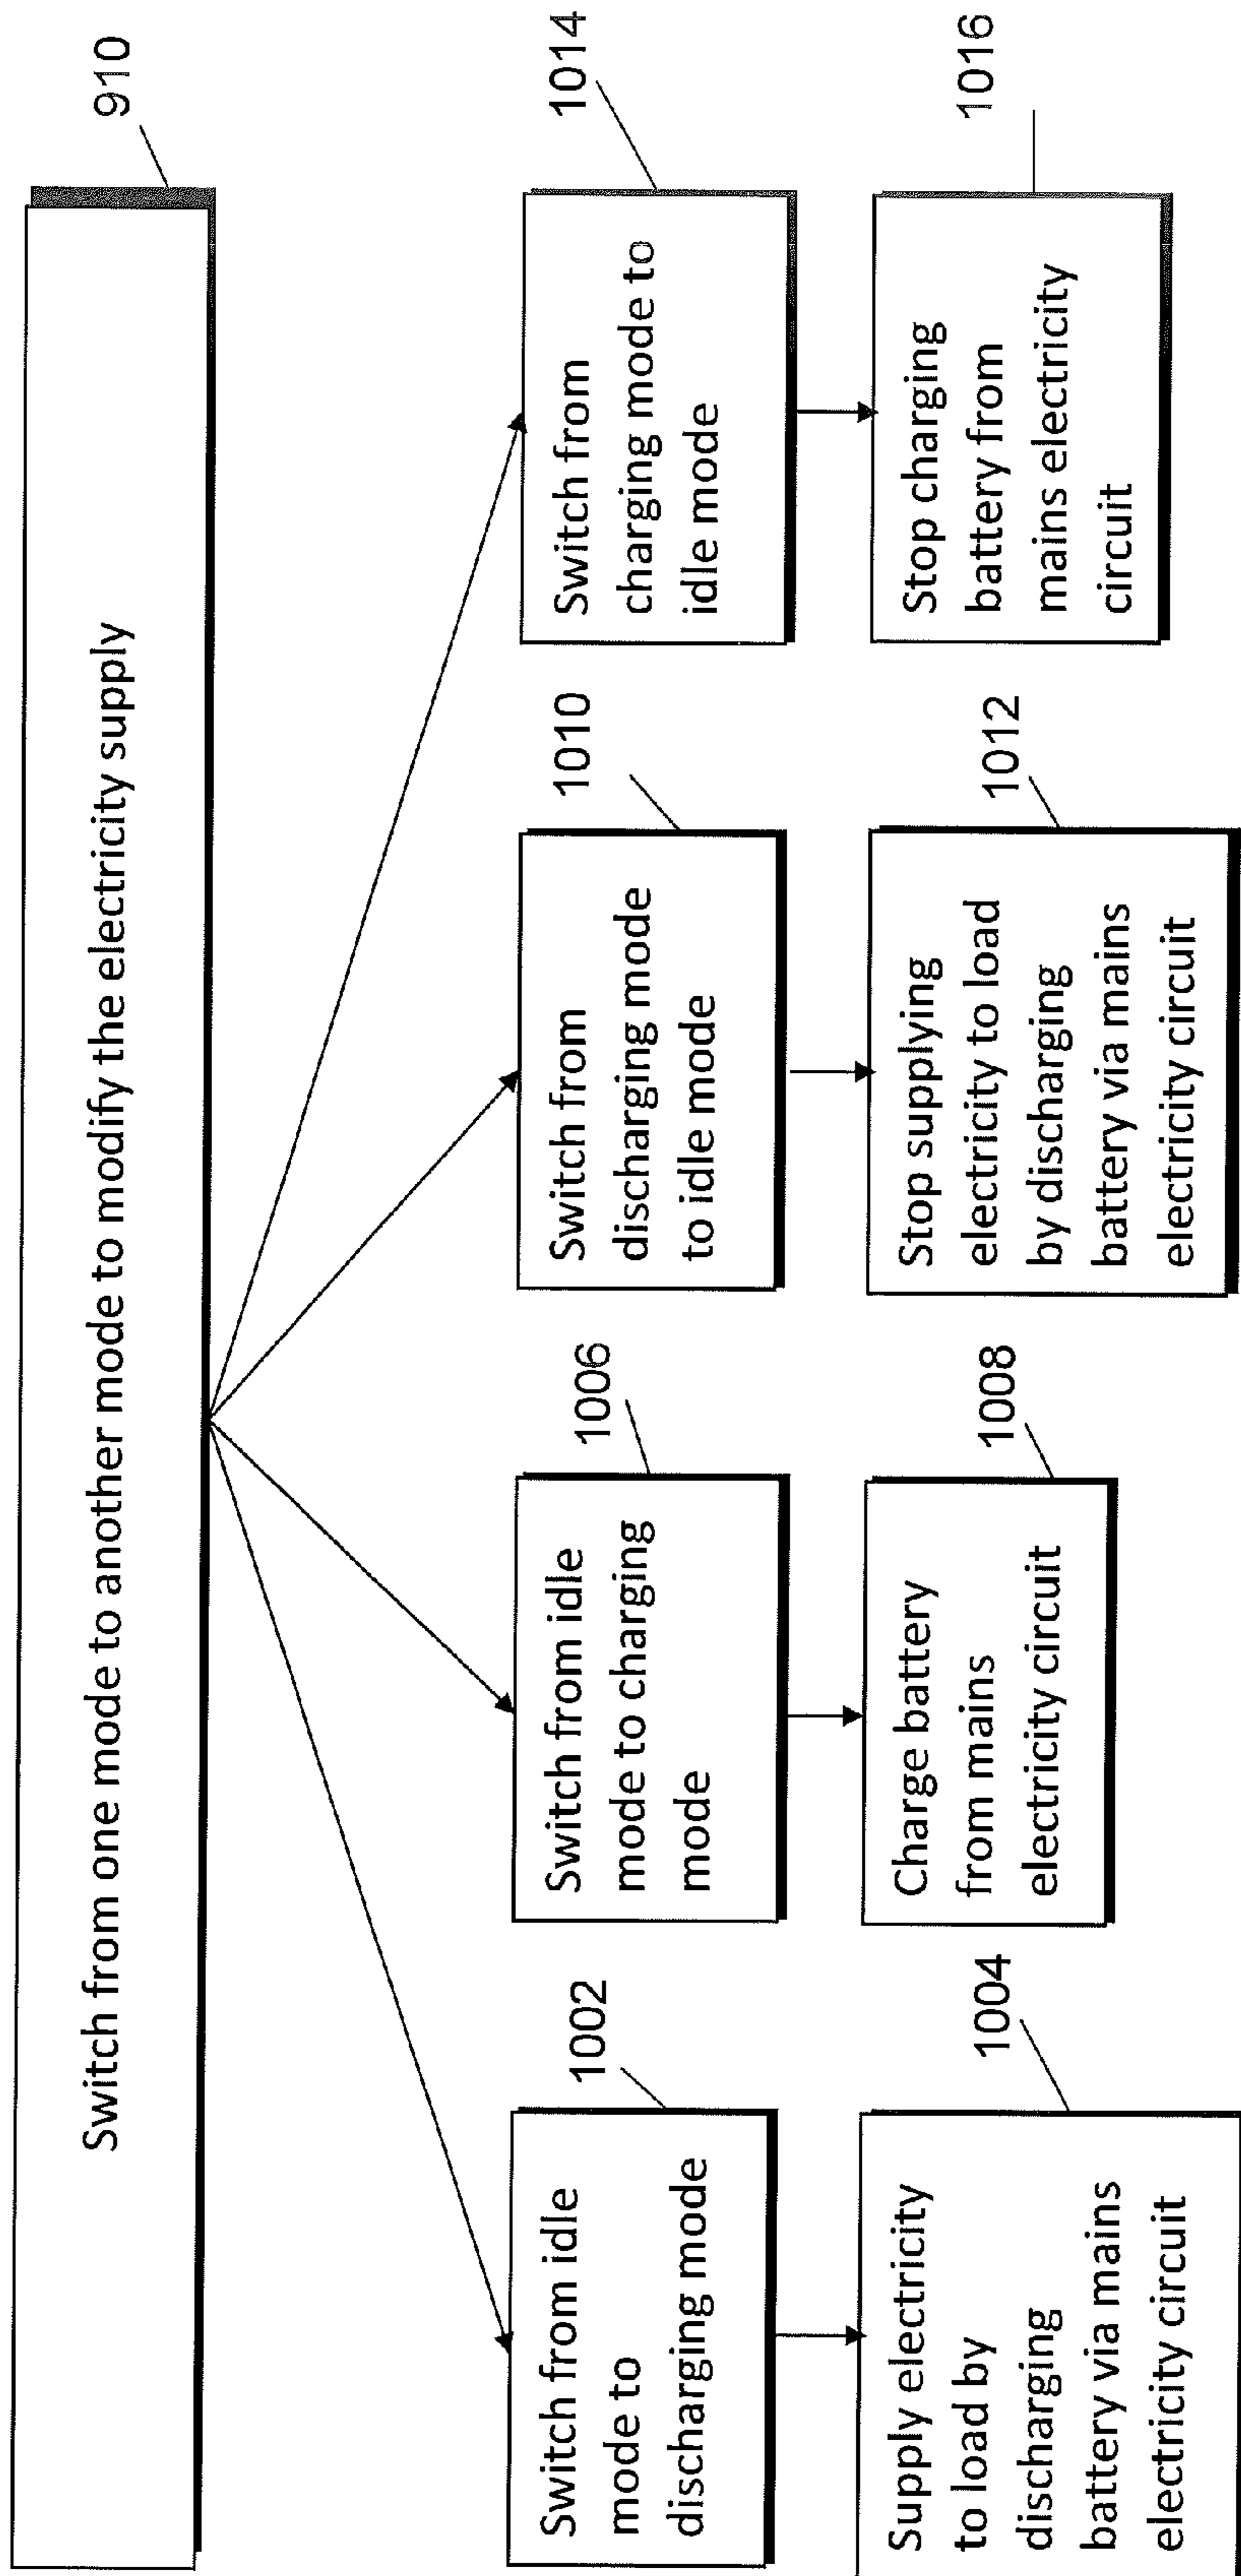 Switch from one mode to another mode to modify the electricity supply
910
Switch from idle
mode to
discharging mode
1002
Supply electricity
to load by
discharging
battery via mains
electricity circuit
1004
Switch from idle
mode to charging
mode
1006
Charge battery
from mains
electricity circuit
1008
Switch from
discharging mode
to idle mode
1010
Stop supplying
electricity to load
by discharging
battery via mains
electricity circuit
1012
Switch from
charging mode to
idle mode
1014
Stop charging
battery from
mains electricity
circuit
1016